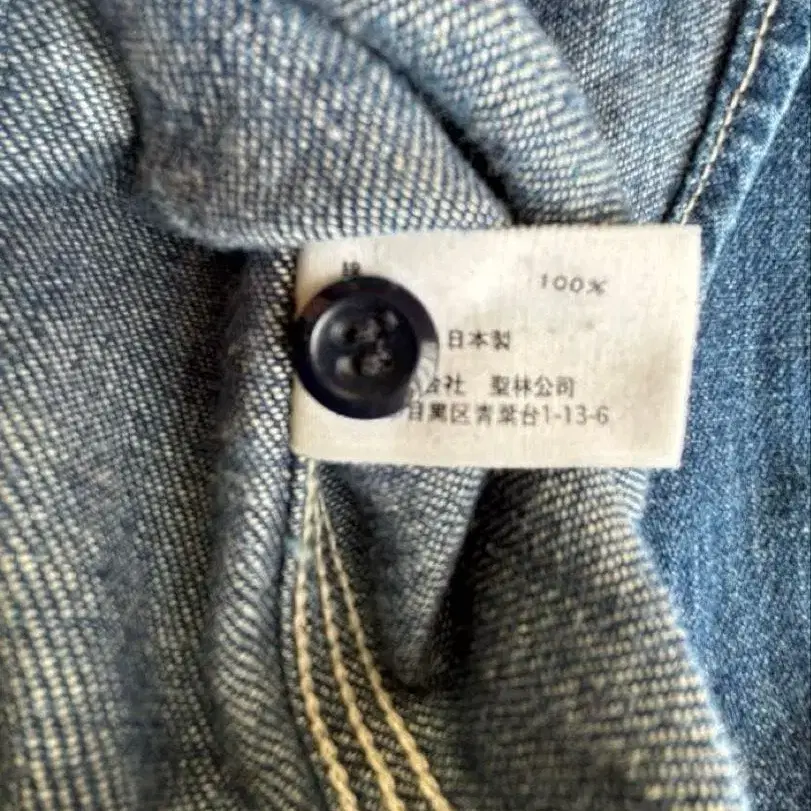 綿 100%
日本製
会社 聖林公司
目黒区青葉台1-13-6